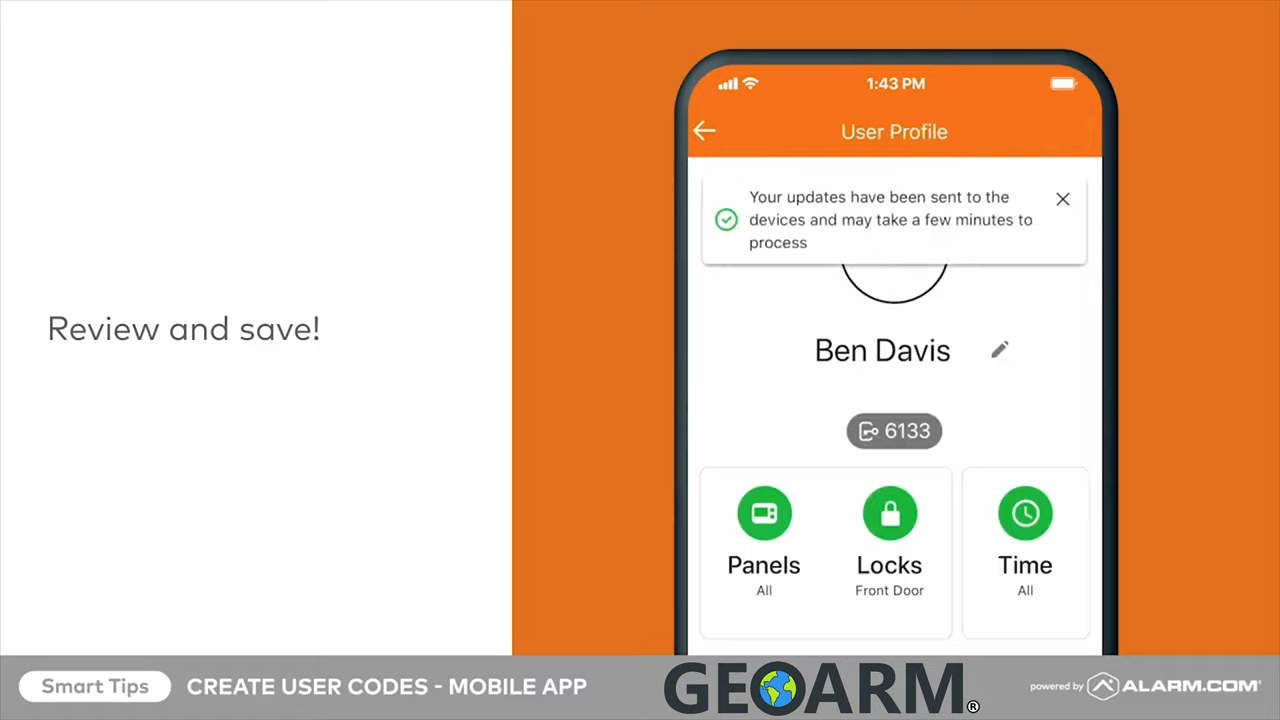 Review and save!
1:43 PM
User Profile
Your updates have been sent to the
devices and may take a few minutes to
process
Ben Davis
6133
Panels
All
Locks
Front Door
Time
All
Smart Tips
CREATE USER CODES - MOBILE APP
GEOARM®
powered by ALARM.COM®